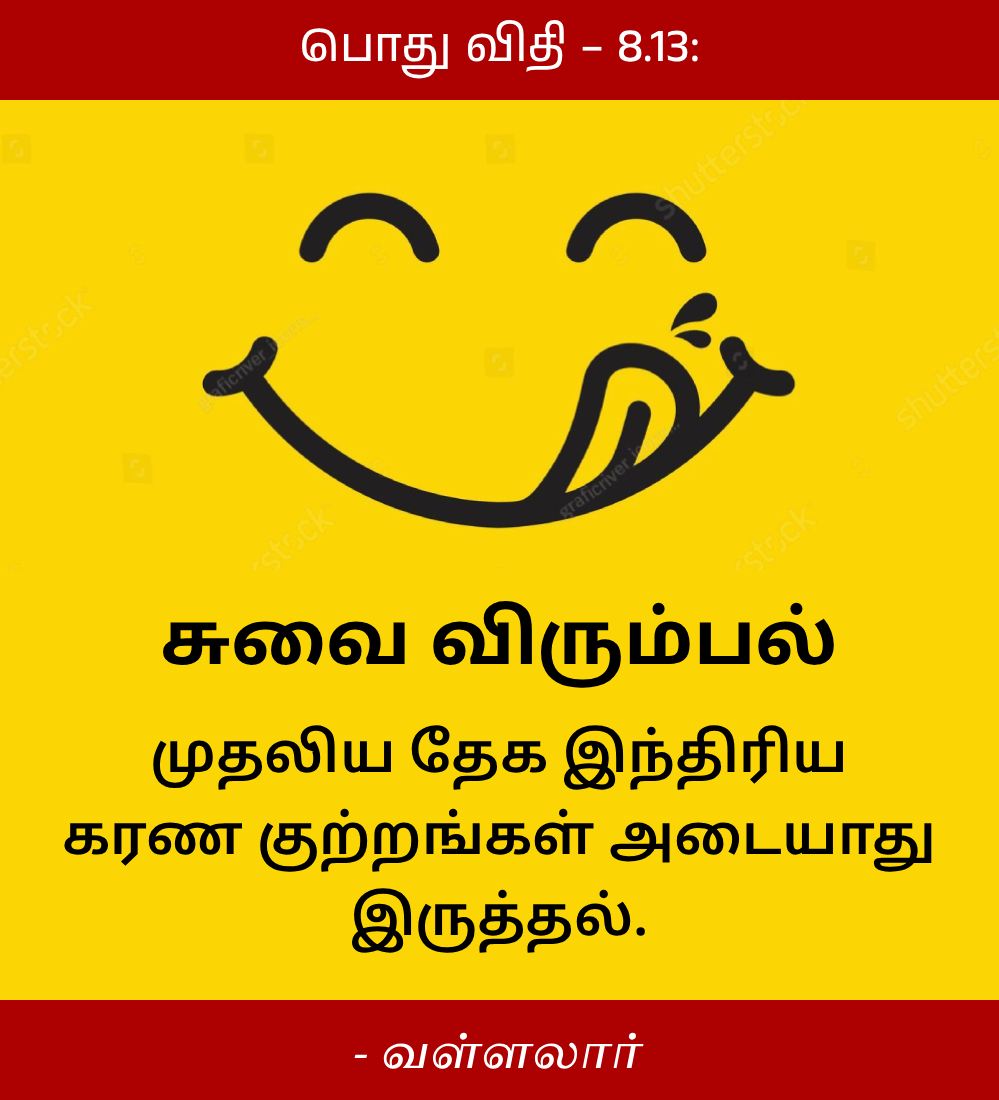 பொது விதி – 8.13:
சுவை விரும்பல்
முதலிய தேக இந்திரிய
கரண குற்றங்கள் அடையாது
இருத்தல்.
- வள்ளலார்